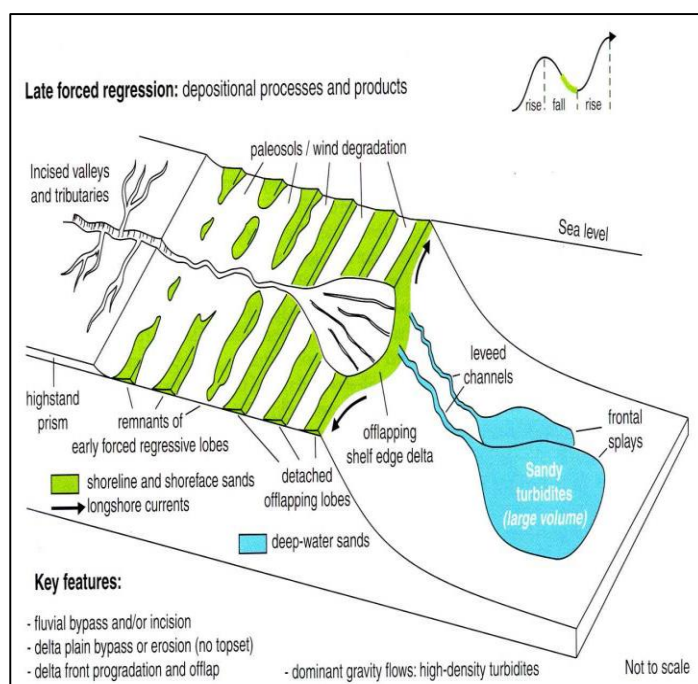 Late forced regression: depositional processes and products
rise
fall
rise
paleosols / wind degradation
Incised valleys
and tributaries
Sea level
leveed
channels
highstand
prism
remnants of
early forced regressive lobes
offlapping
shelf edge delta
frontal
splays
detached
offlapping lobes
Sandy
turbidites
(large volume)
shoreline and shoreface sands
longshore currents
deep-water sands
Key features:
- fluvial bypass and/or incision
- delta plain bypass or erosion (no topset)
- delta front progradation and offlap
- dominant gravity flows: high-density turbidites
Not to scale